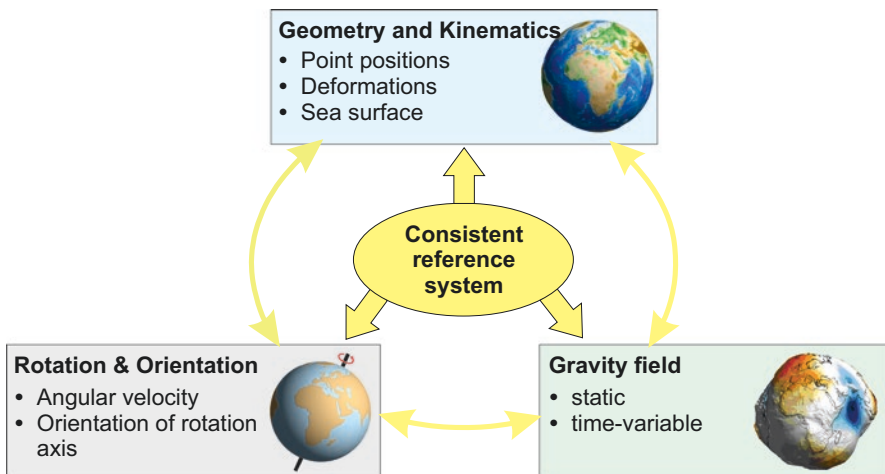 Geometry and Kinematics
• Point positions
• Deformations
• Sea surface
Consistent
reference
system
Rotation & Orientation
• Angular velocity
• Orientation of rotation
axis
Gravity field
• static
• time-variable